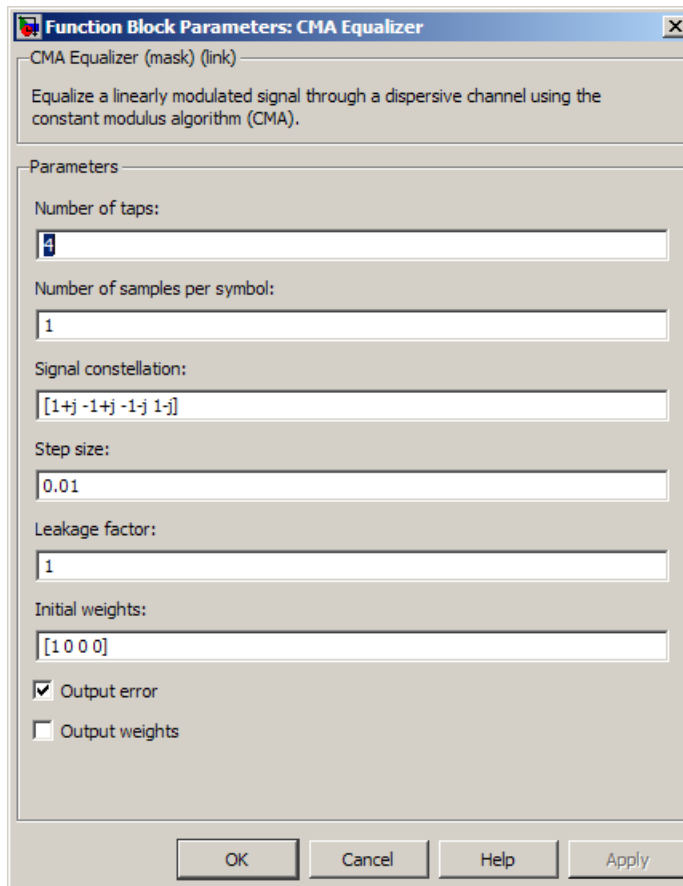 Function Block Parameters: CMA Equalizer
CMA Equalizer (mask) (link)
Equalize a linearly modulated signal through a dispersive channel using the
constant modulus algorithm (CMA).
Parameters
Number of taps:
4
Number of samples per symbol:
1
Signal constellation:
[1+j -1+j -1-j 1-j]
Step size:
0.01
Leakage factor:
1
Initial weights:
[1 0 0 0]
Output error
Output weights
OK Cancel Help Apply